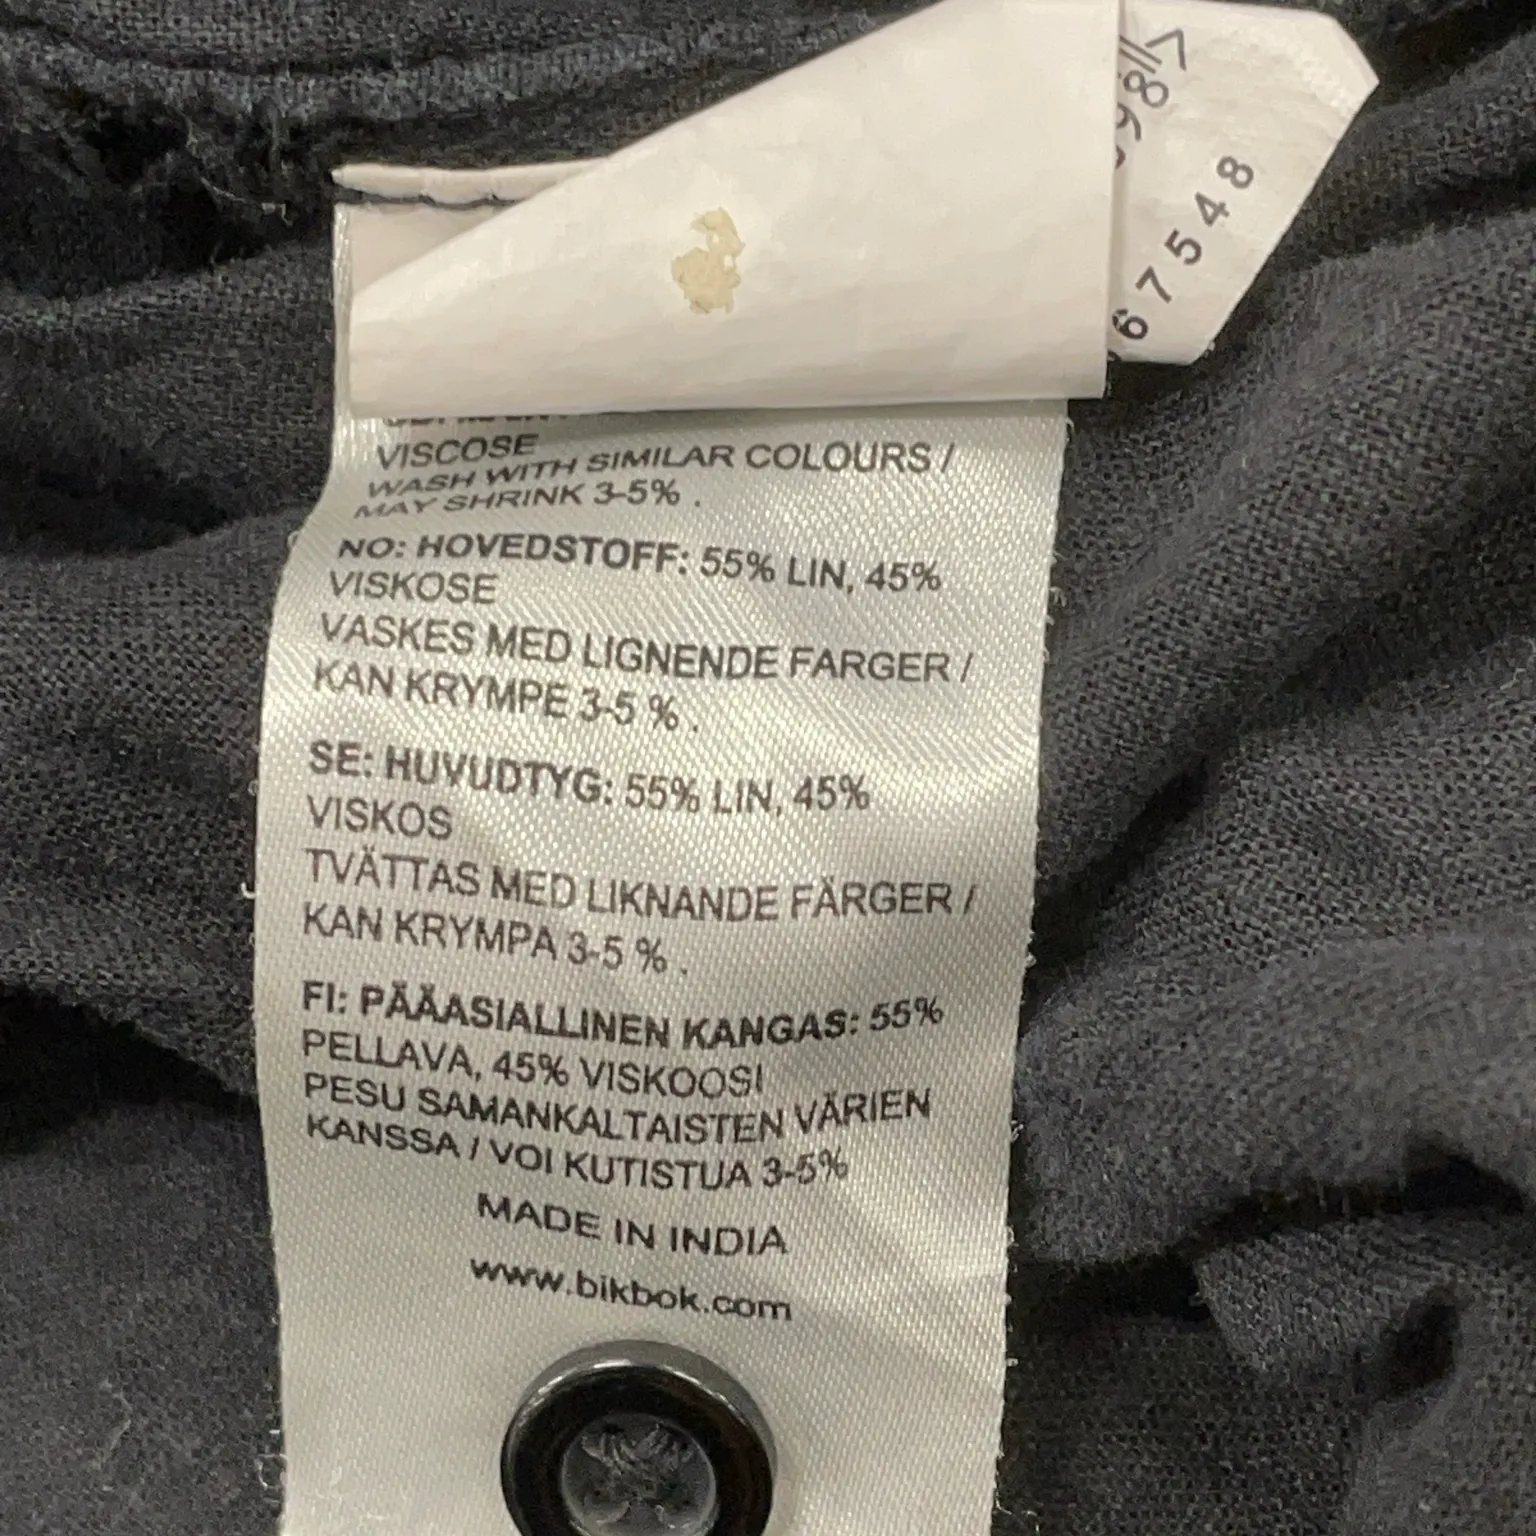 98//>
67548
VISCOSE
WASH WITH SIMILAR COLOURS /
MAY SHRINK 3-5% .
NO: HOVEDSTOFF: 55% LIN, 45%
VISKOSE
VASKES MED LIGNENDE FARGER /
KAN KRYMPE 3-5 % .
SE: HUVUDTYG: 55% LIN, 45%
VISKOS
TVÄTTAS MED LIKNANDE FÄRGER /
KAN KRYMPA 3-5 % .
FI: PÄÄASIALLINEN KANGAS: 55%
PELLAVA, 45% VISKOOSI
PESU SAMANKALTAISTEN VÄRIEN
KANSSA / VOI KUTISTUA 3-5%
MADE IN INDIA
www.bikbok.com